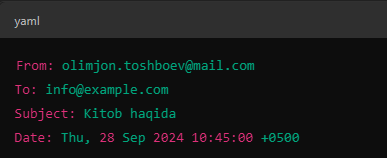 yaml
From: olimjon.toshboev@mail.com
To: info@example.com
Subject: Kitob haqida
Date: Thu, 28 Sep 2024 10:45:00 +0500